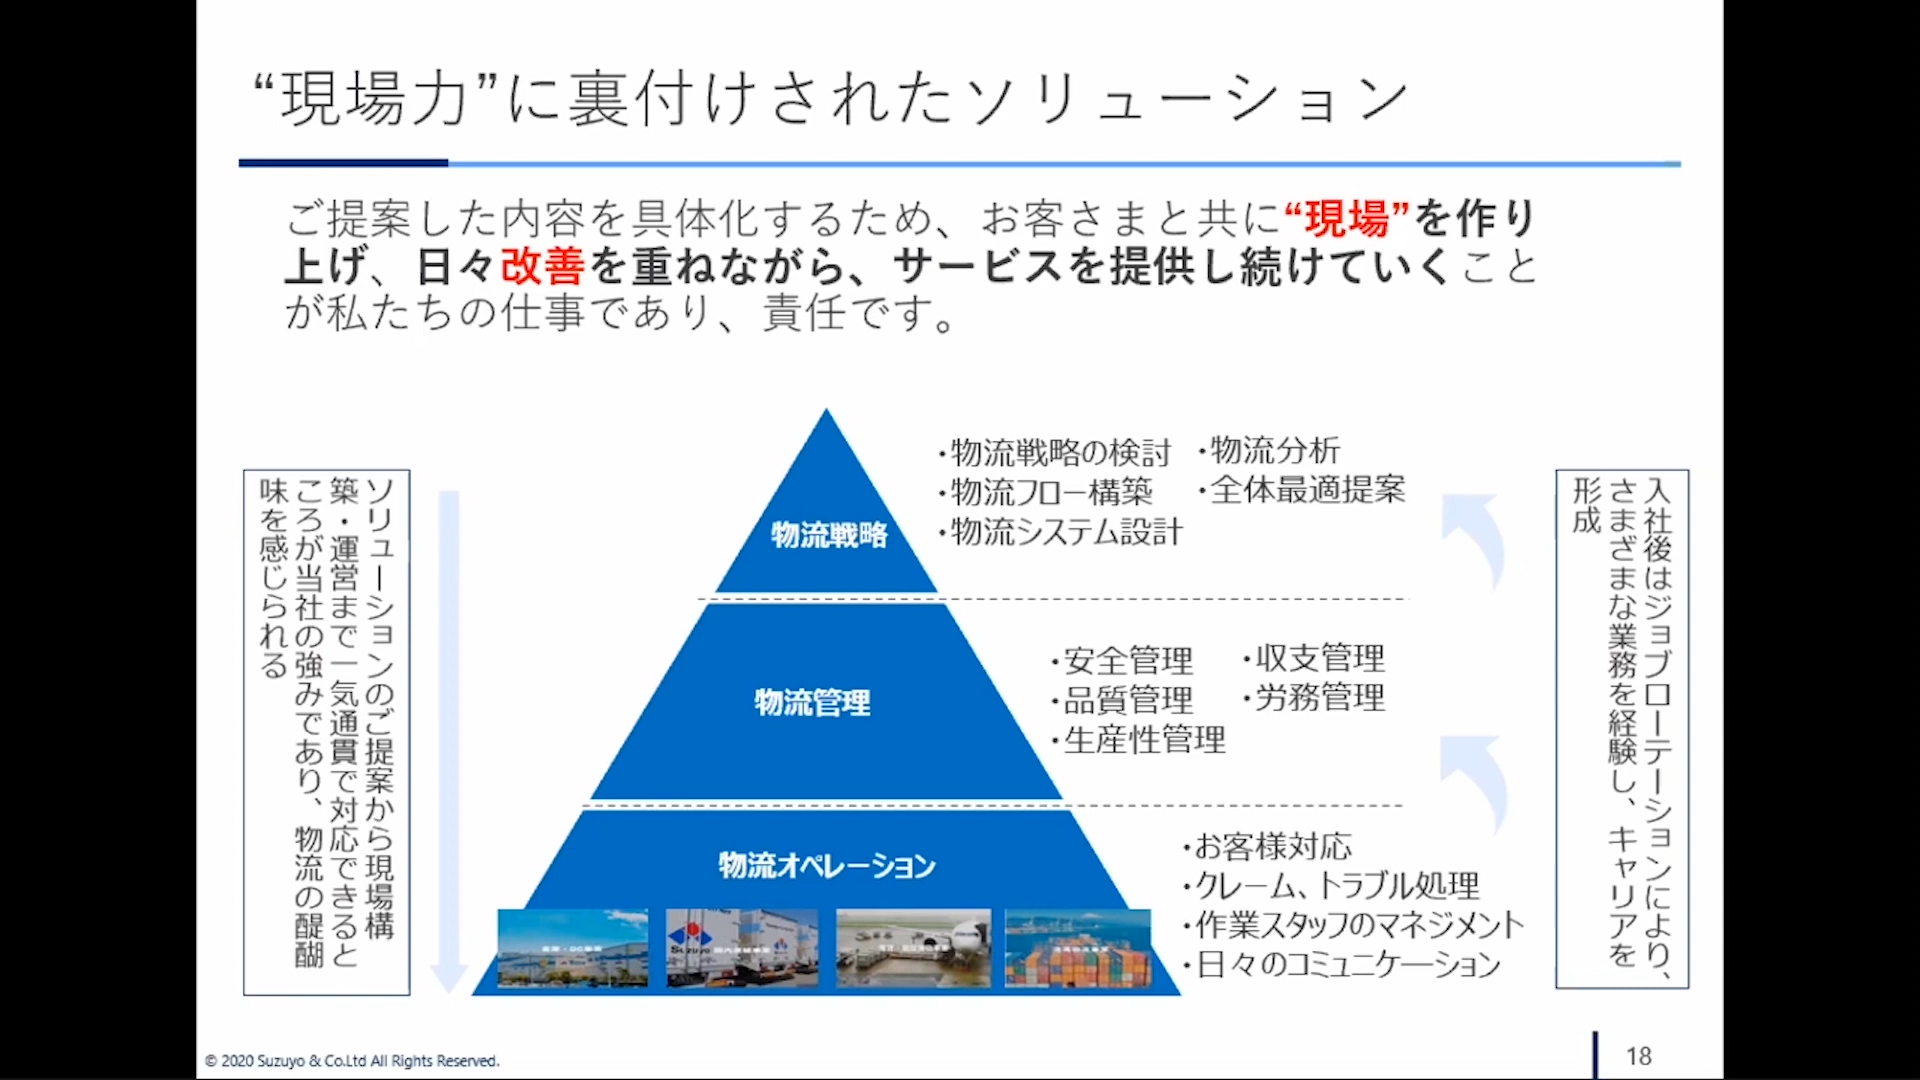 “現場力”に裏付けされたソリューション
ご提案した内容を具体化するため、お客さまと共に“現場”を作り
上げ、日々改善を重ねながら、サービスを提供し続けていくこと
が私たちの仕事であり、責任です。
ソリューションのご提案から現場構
築・運営まで一気通貫で対応できると
ころが当社の強みであり、物流の醍醐
味を感じられる
物流戦略
・物流戦略の検討
・物流フロー構築
・物流システム設計
・物流分析
・全体最適提案
物流管理
・安全管理
・品質管理
・生産性管理
・収支管理
・労務管理
物流オペレーション
・お客様対応
・クレーム、トラブル処理
・作業スタッフのマネジメント
・日々のコミュニケーション
Suzuyo
入社後はジョブローテーションにより、
さまざまな業務を経験し、キャリアを
形成
© 2020 Suzuyo & Co.Ltd All Rights Reserved.
18